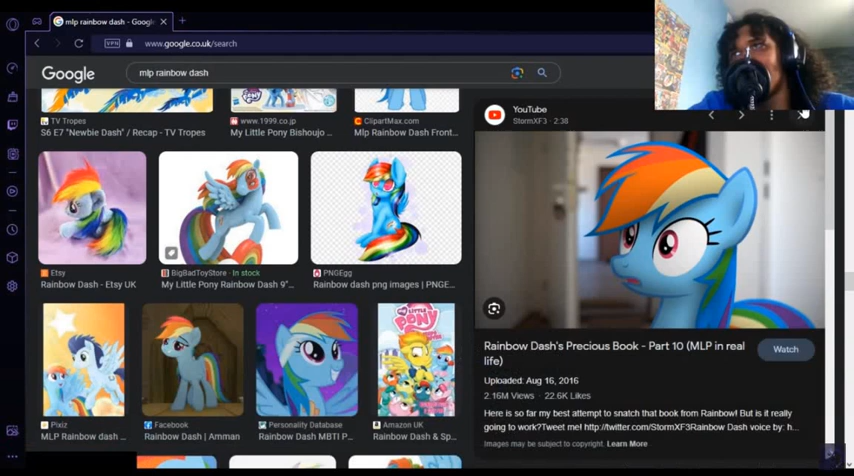 mlp rainbow dash - Google
VPN
www.google.co.uk/search
Google
mlp rainbow dash
TV Tropes
S6 E7 "Newbie Dash" / Recap - TV Tropes
www.1999.co.jp
My Little Pony Bishoujo ...
ClipartMax.com
Mlp Rainbow Dash Front...
YouTube
StormXF3 · 2:38
Etsy
Rainbow Dash - Etsy UK
BigBadToyStore · In stock
My Little Pony Rainbow Dash 9"...
PNGEgg
Rainbow dash png images | PNGE...
Rainbow Dash's Precious Book - Part 10 (MLP in real
life)
Watch
Uploaded: Aug 16, 2016
2.16M Views · 22.6K Likes
Here is so far my best attempt to snatch that book from Rainbow! But is it really
going to work?Tweet me! http://twitter.com/StormXF3Rainbow Dash voice by: h...
Images may be subject to copyright. Learn More
MY LITTLE
PONY
Pixiz
MLP Rainbow dash ...
Facebook
Rainbow Dash | Amman
Personality Database
Rainbow Dash MBTI P...
Amazon UK
Rainbow Dash & Sp...